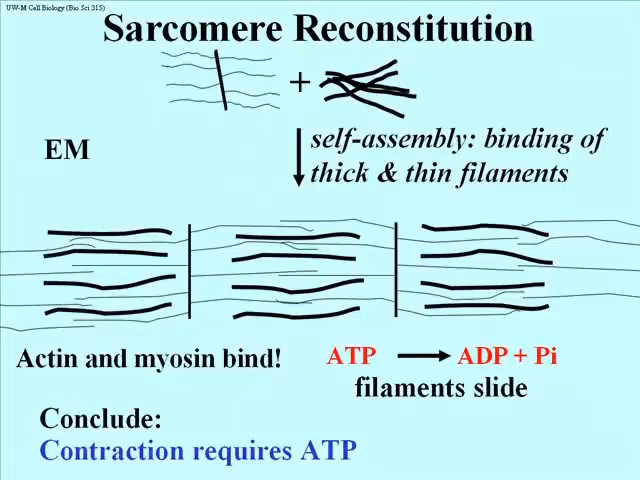 UW-M Cell Biology (Bio Sci 315)
Sarcomere Reconstitution
+
EM
self-assembly: binding of
thick & thin filaments
Actin and myosin bind!
ATP ADP + Pi
filaments slide
Conclude:
Contraction requires ATP